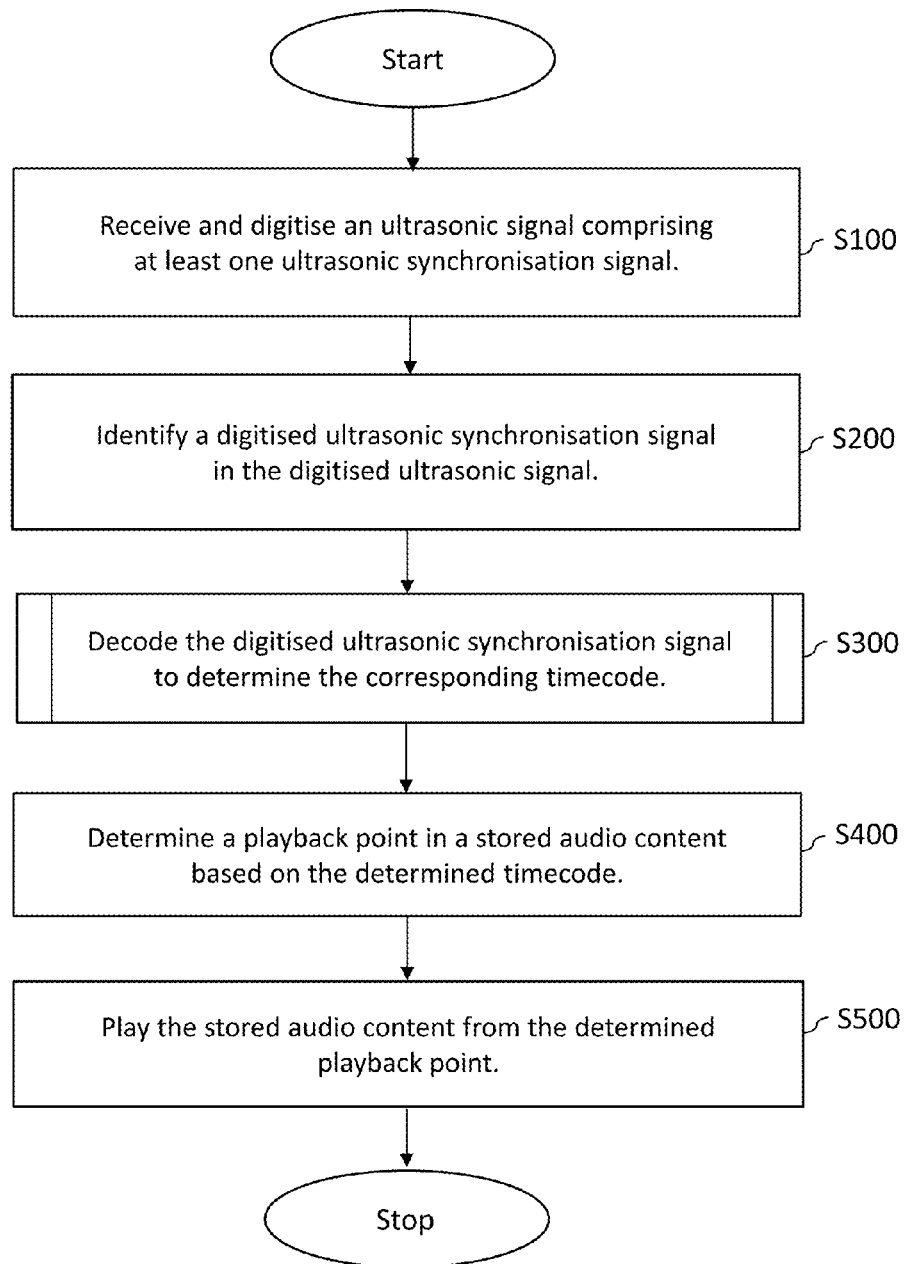 Start
Receive and digitise an ultrasonic signal comprising
at least one ultrasonic synchronisation signal.
S100
Identify a digitised ultrasonic synchronisation signal
in the digitised ultrasonic signal.
S200
Decode the digitised ultrasonic synchronisation signal
to determine the corresponding timecode.
S300
Determine a playback point in a stored audio content
based on the determined timecode.
S400
Play the stored audio content from the determined
playback point.
S500
Stop